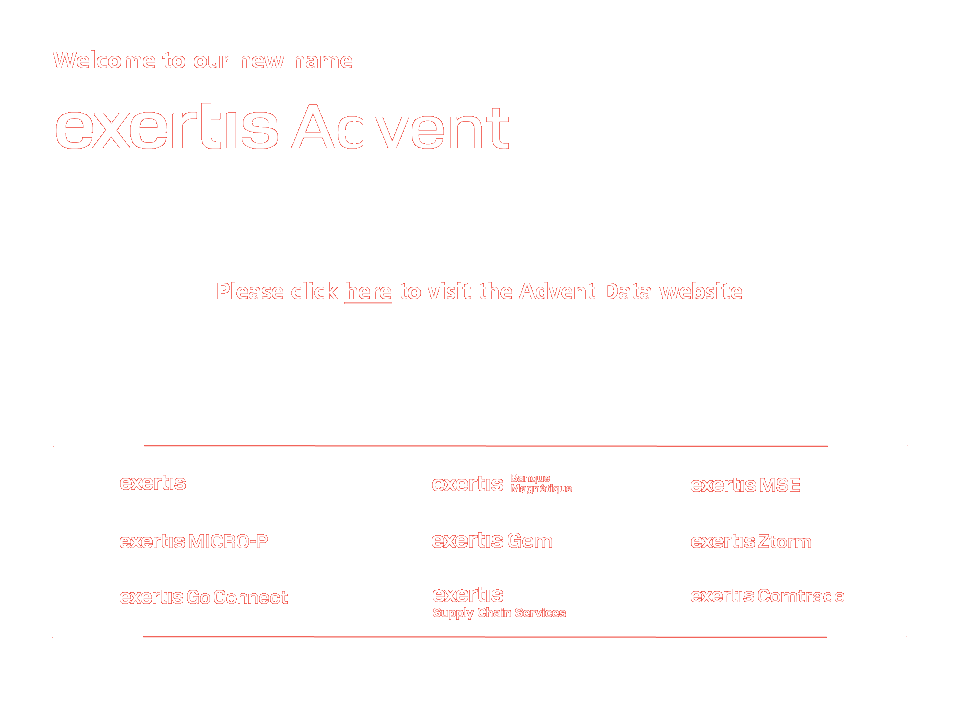 Welcome to our new name
exertis Advent
Please click here to visit the Advent Data website
exertis
exertis Banque
Magnétique
exertis MSE
exertis MICRO-P
exertis Gem
exertis Ztorm
exertis Go Connect
exertis
Supply Chain Services
exertis Comtrade